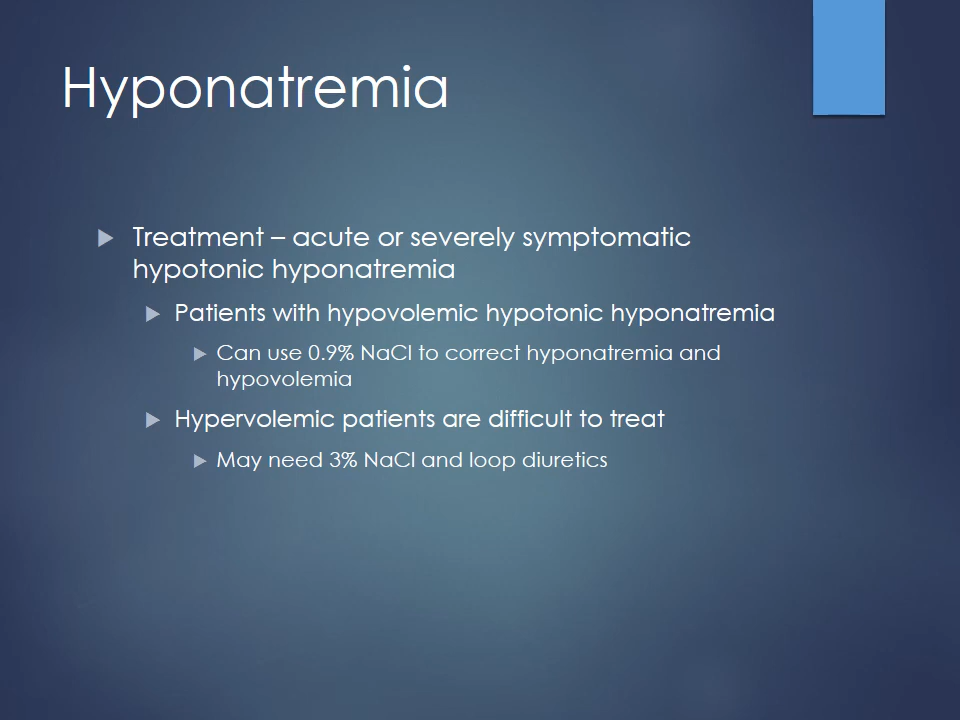 Hyponatremia
Treatment – acute or severely symptomatic
hypotonic hyponatremia
Patients with hypovolemic hypotonic hyponatremia
Can use 0.9% NaCl to correct hyponatremia and
hypovolemia
Hypervolemic patients are difficult to treat
May need 3% NaCl and loop diuretics